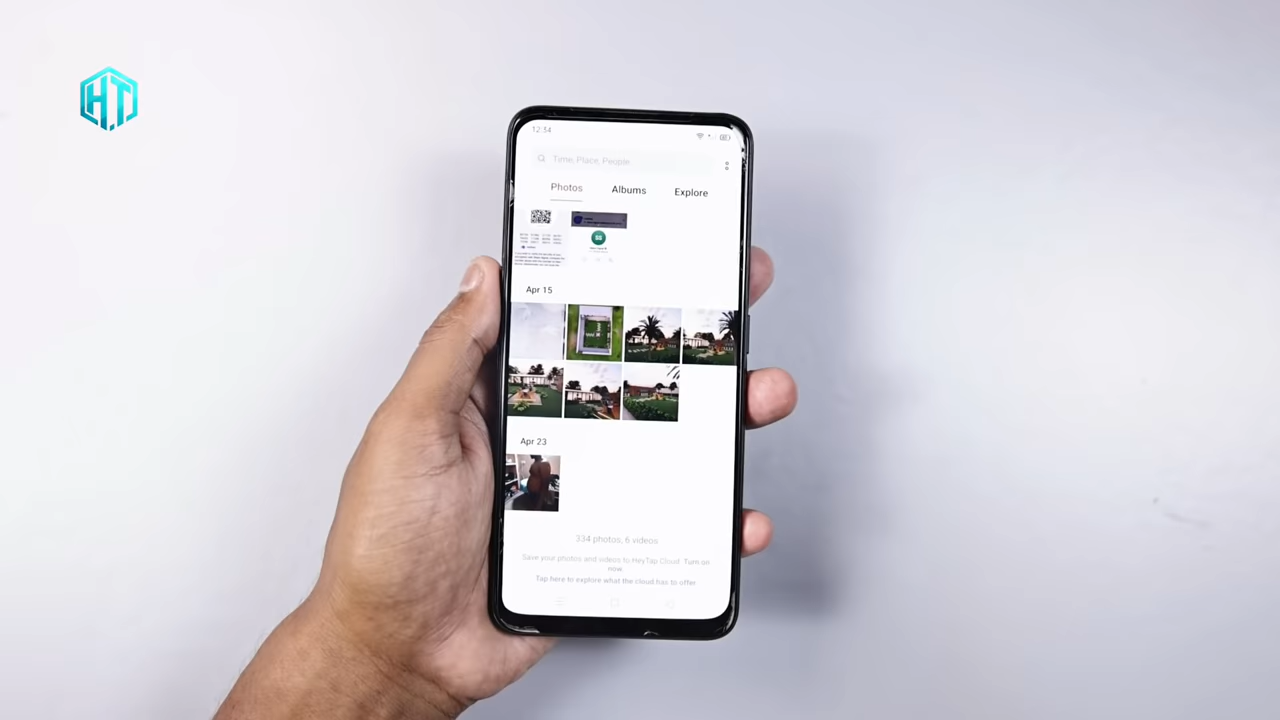 HT
12:34
Time, Place, People
Photos
Albums
Explore
Apr 15
Apr 23
334 photos, 6 videos
Save your photos and videos to HeyTap Cloud. Turn on
now.
Tap here to explore what the cloud has to offer